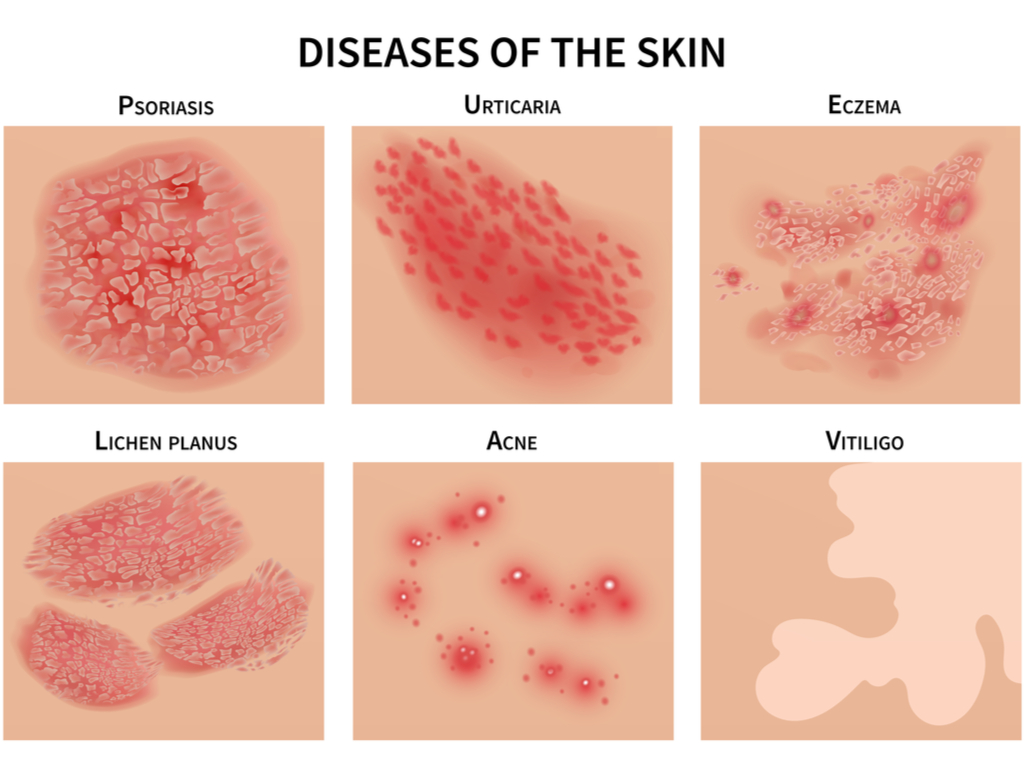 DISEASES OF THE SKIN
PSORIASIS
URTICARIA
ECZEMA
LICHEN PLANUS
ACNE
VITILIGO